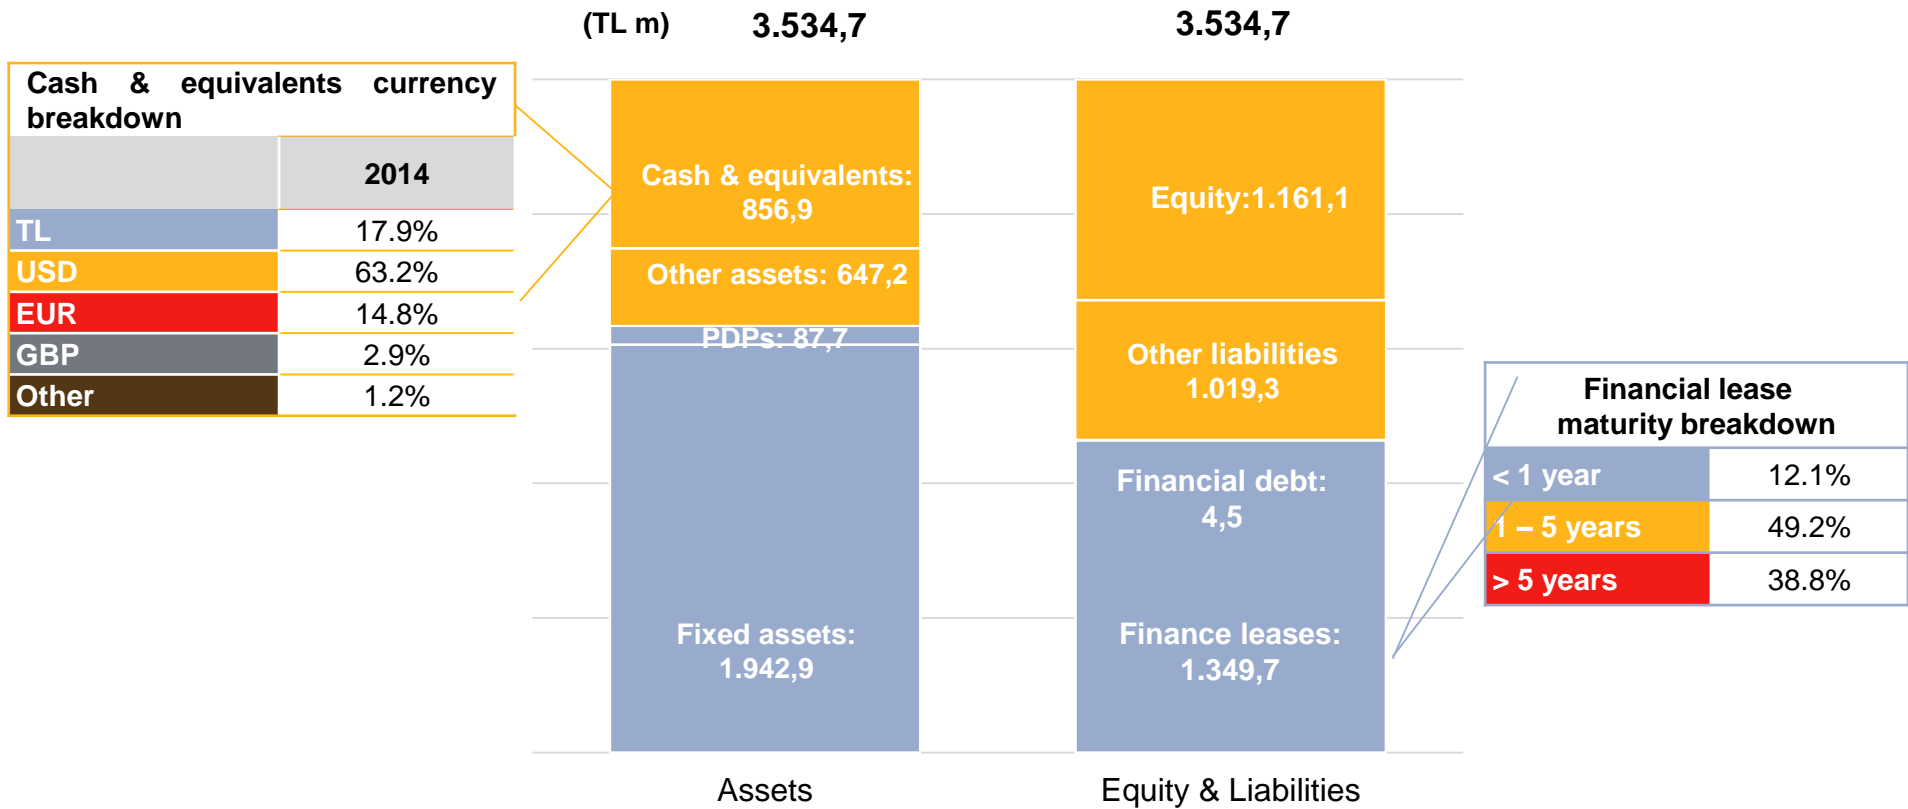 (TL m) 3.534,7 3.534,7
Cash & equivalents currency
breakdown
2014
TL 17.9%
USD 63.2%
EUR 14.8%
GBP 2.9%
Other 1.2%
Cash & equivalents:
856,9
Other assets: 647,2
PDPs: 87,7
Fixed assets:
1.942,9
Assets
Equity:1.161,1
Other liabilities
1.019,3
Financial debt:
4,5
Finance leases:
1.349,7
Equity & Liabilities
Financial lease
maturity breakdown
< 1 year 12.1%
1 – 5 years 49.2%
> 5 years 38.8%